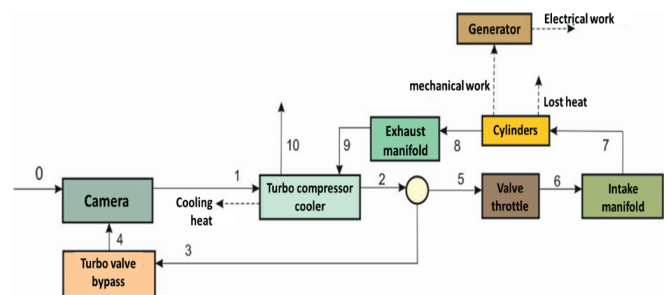 Electrical work
Generator
mechanical work
Lost heat
Exhaust
manifold
Cylinders
10
9
8
7
0
1
Camera
Turbo compressor
cooler
2
5
Valve
throttle
6
Intake
manifold
Cooling
heat
4
3
Turbo valve
bypass